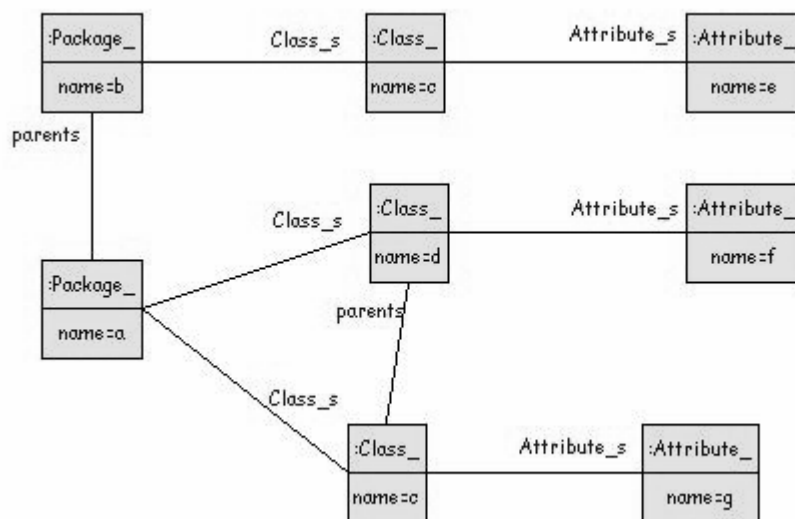 :Package_
name=b
Class_s
:Class_
name=c
Attribute_s
:Attribute_
name=e
parents
:Package_
name=a
Class_s
:Class_
name=d
Attribute_s
:Attribute_
name=f
parents
Class_s
:Class_
name=c
Attribute_s
:Attribute_
name=g